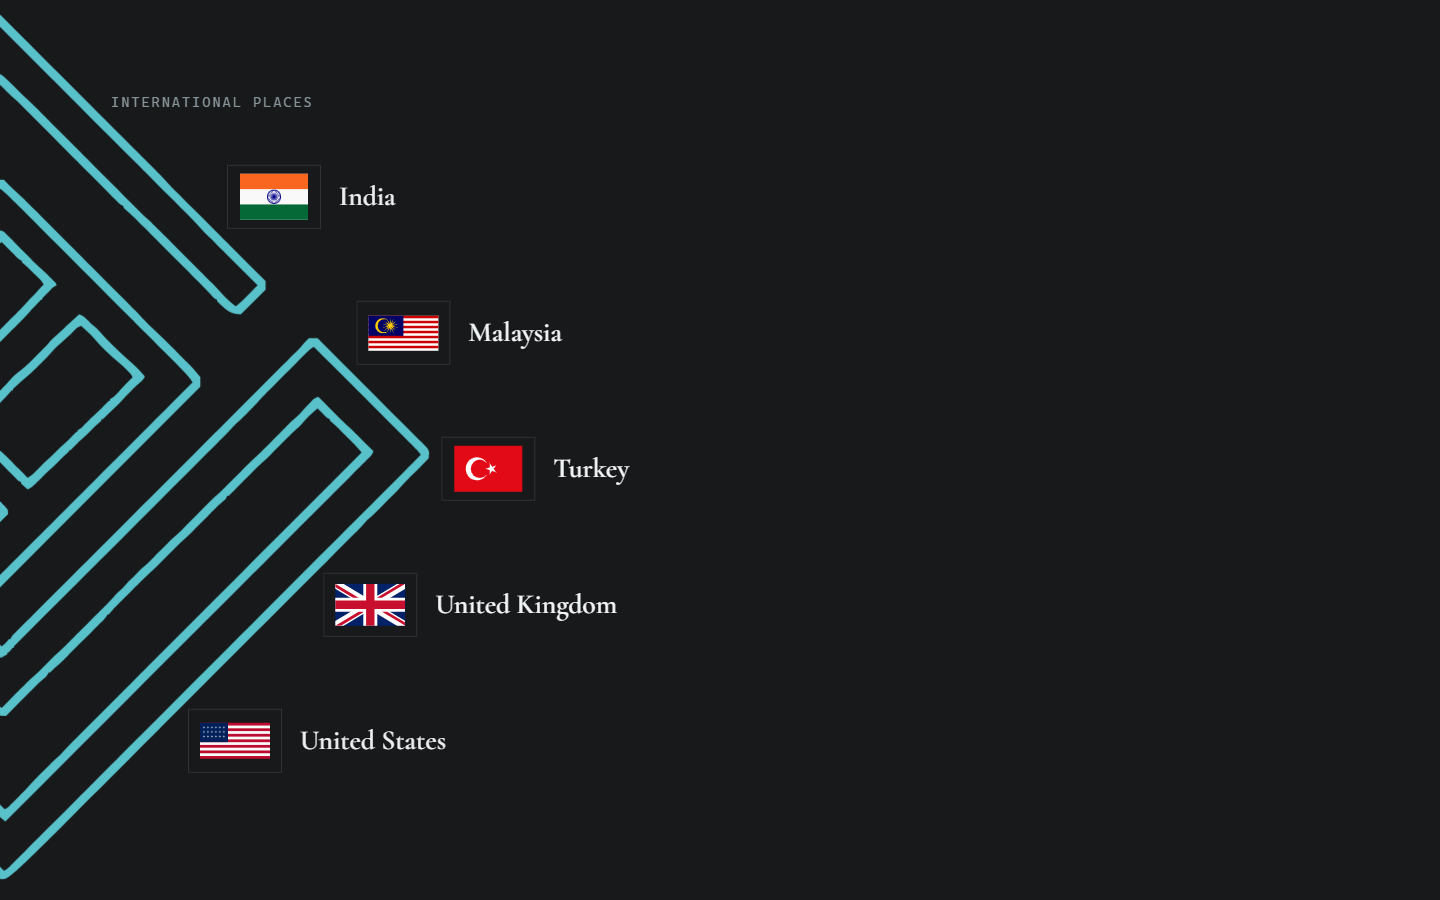 INTERNATIONAL PLACES
India
Malaysia
Turkey
United Kingdom
United States